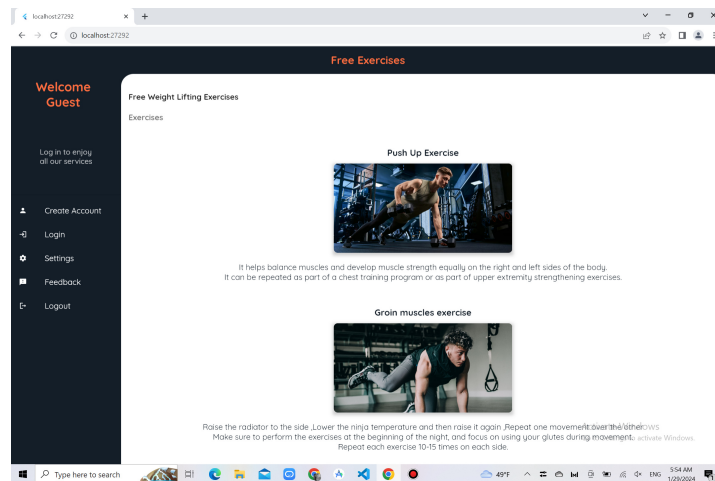 localhost:27292
localhost:27292
Free Exercises
Welcome
Guest
Log in to enjoy
all our services
Create Account
Login
Settings
Feedback
Logout
Free Weight Lifting Exercises
Exercises
Push Up Exercise
It helps balance muscles and develop muscle strength equally on the right and left sides of the body.
It can be repeated as part of a chest training program or as part of upper extremity strengthening exercises.
Groin muscles exercise
Raise the radiator to the side ,Lower the ninja temperature and then raise it again ,Repeat one movement over the other
Make sure to perform the exercises at the beginning of the night, and focus on using your glutes during movement.
Repeat each exercise 10-15 times on each side.
Activate Windows
activate Windows.
Type here to search
49°F
ENG
5:54 AM
1/29/2024